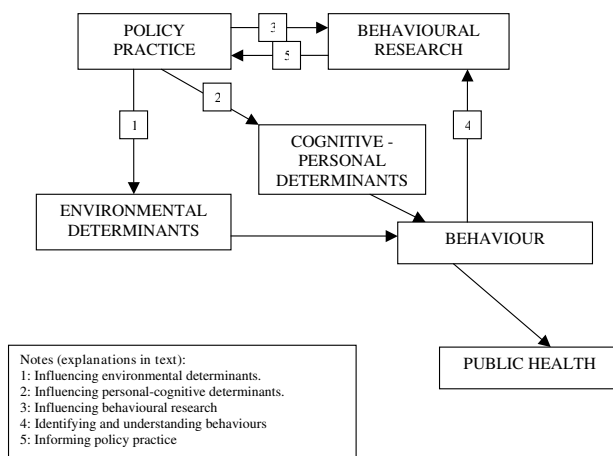 POLICY
PRACTICE
3
5
BEHAVIOURAL
RESEARCH
2
1
4
COGNITIVE -
PERSONAL
DETERMINANTS
ENVIRONMENTAL
DETERMINANTS
BEHAVIOUR
PUBLIC HEALTH
Notes (explanations in text):
1: Influencing environmental determinants.
2: Influencing personal-cognitive determinants.
3: Influencing behavioural research
4: Identifying and understanding behaviours
5: Informing policy practice